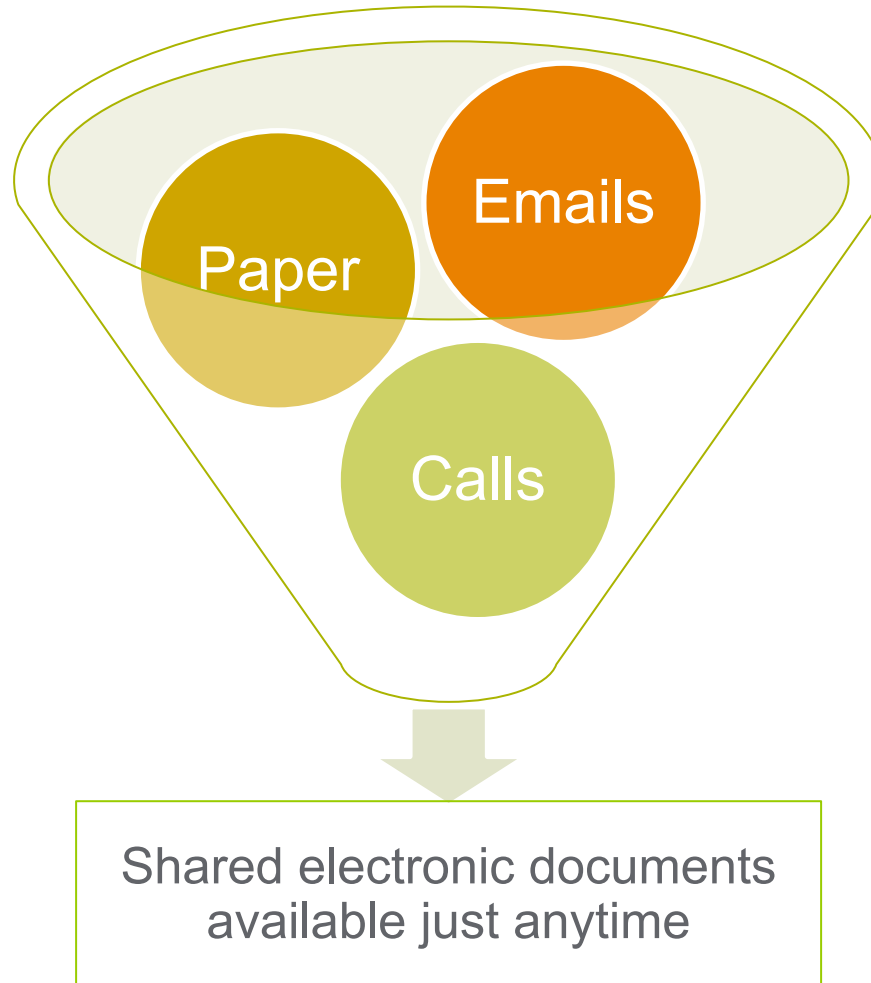 Emails
Paper
Calls
Shared electronic documents
available just anytime